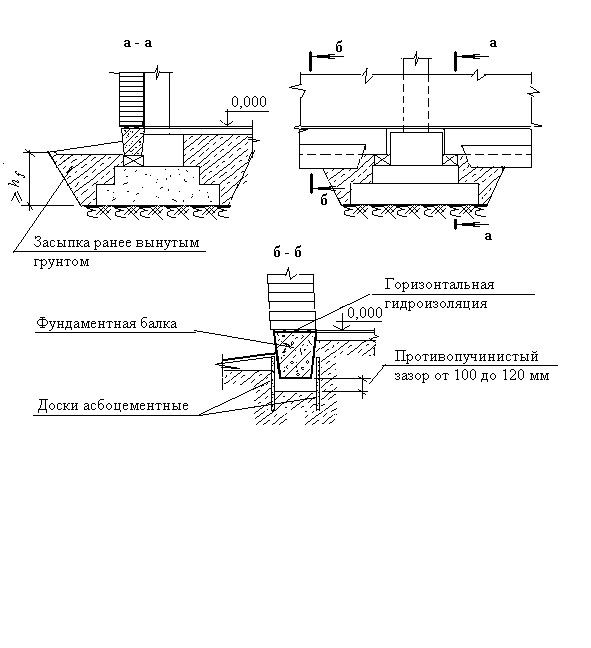 а - а
б
а
0,000
⩾ hf
б
а
Засыпка ранее вынутым
грунтом
б - б
Горизонтальная
гидроизоляция
0,000
Фундаментная балка
Противопучинистый
зазор от 100 до 120 мм
Доски асбоцементные